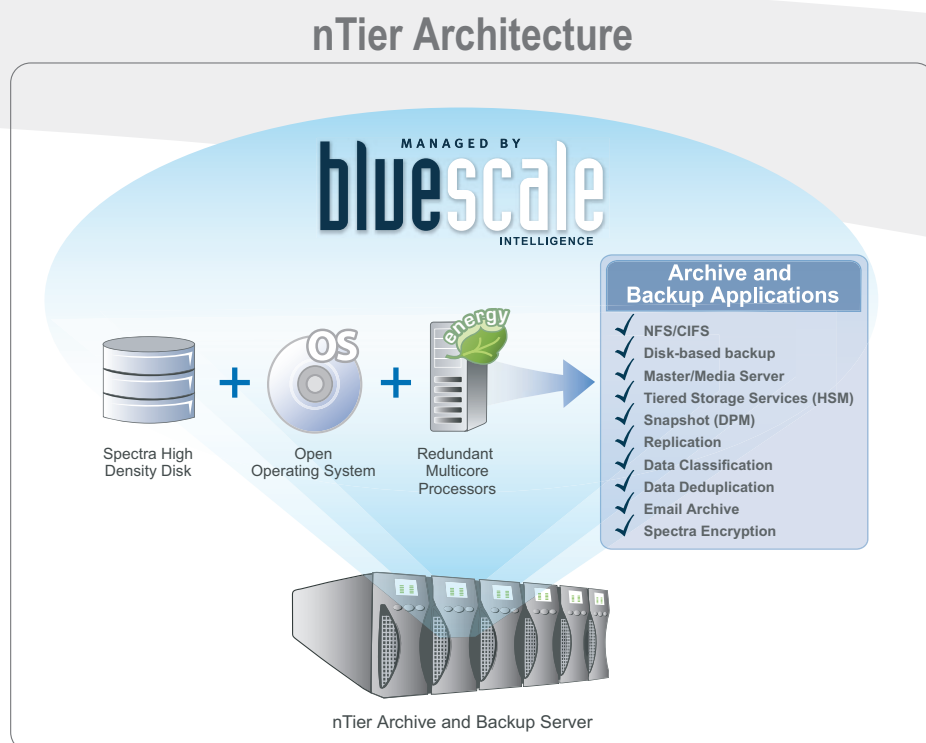 nTier Architecture
MANAGED BY
bluescale
INTELLIGENCE
Archive and
Backup Applications
NFS/CIFS
Disk-based backup
Master/Media Server
Tiered Storage Services (HSM)
Snapshot (DPM)
Replication
Data Classification
Data Deduplication
Email Archive
Spectra Encryption
OS
energy
Spectra High
Density Disk
Open
Operating System
Redundant
Multicore
Processors
nTier Archive and Backup Server